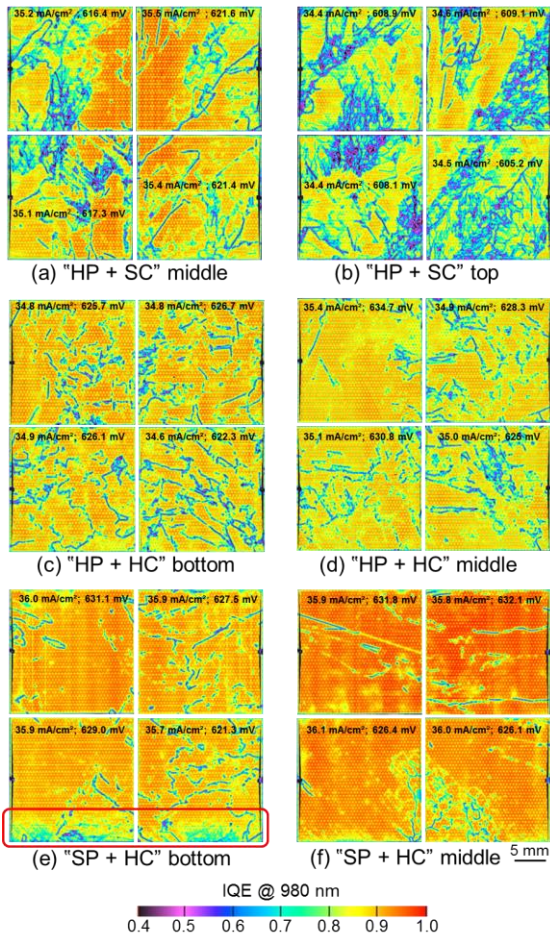 35.2 mA/cm² ; 616.4 mV
35.5 mA/cm² ; 621.6 mV
35.1 mA/cm² ; 617.3 mV
35.4 mA/cm² ; 621.4 mV
(a) "HP + SC" middle
34.4 mA/cm² ; 608.9 mV
34.6 mA/cm² ; 609.1 mV
34.4 mA/cm² ; 608.1 mV
34.5 mA/cm² ;605.2 mV
(b) "HP + SC" top
34.8 mA/cm²; 625.7 mV
34.8 mA/cm²; 626.7 mV
34.9 mA/cm²; 626.1 mV
34.6 mA/cm²; 622.3 mV
(c) "HP + HC" bottom
35.4 mA/cm²; 634.7 mV
34.9 mA/cm²; 628.3 mV
35.1 mA/cm²; 630.8 mV
35.0 mA/cm²; 625 mV
(d) "HP + HC" middle
36.0 mA/cm²; 631.1 mV
35.9 mA/cm²; 627.5 mV
35.9 mA/cm²; 629.0 mV
35.7 mA/cm²; 621.3 mV
(e) "SP + HC" bottom
35.9 mA/cm²; 631.8 mV
35.8 mA/cm²; 632.1 mV
36.1 mA/cm²; 626.4 mV
36.0 mA/cm²; 626.1 mV
(f) "SP + HC" middle
5 mm
IQE @ 980 nm
0.4 0.5 0.6 0.7 0.8 0.9 1.0